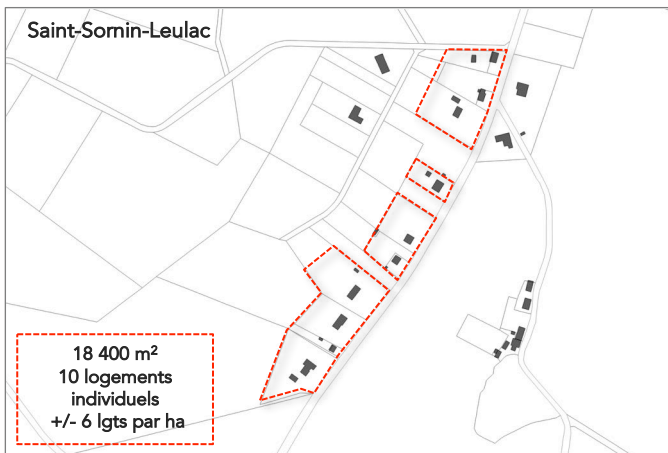 Saint-Sornin-Leulac
18 400 m²
10 logements
individuels
+/- 6 lgts par ha